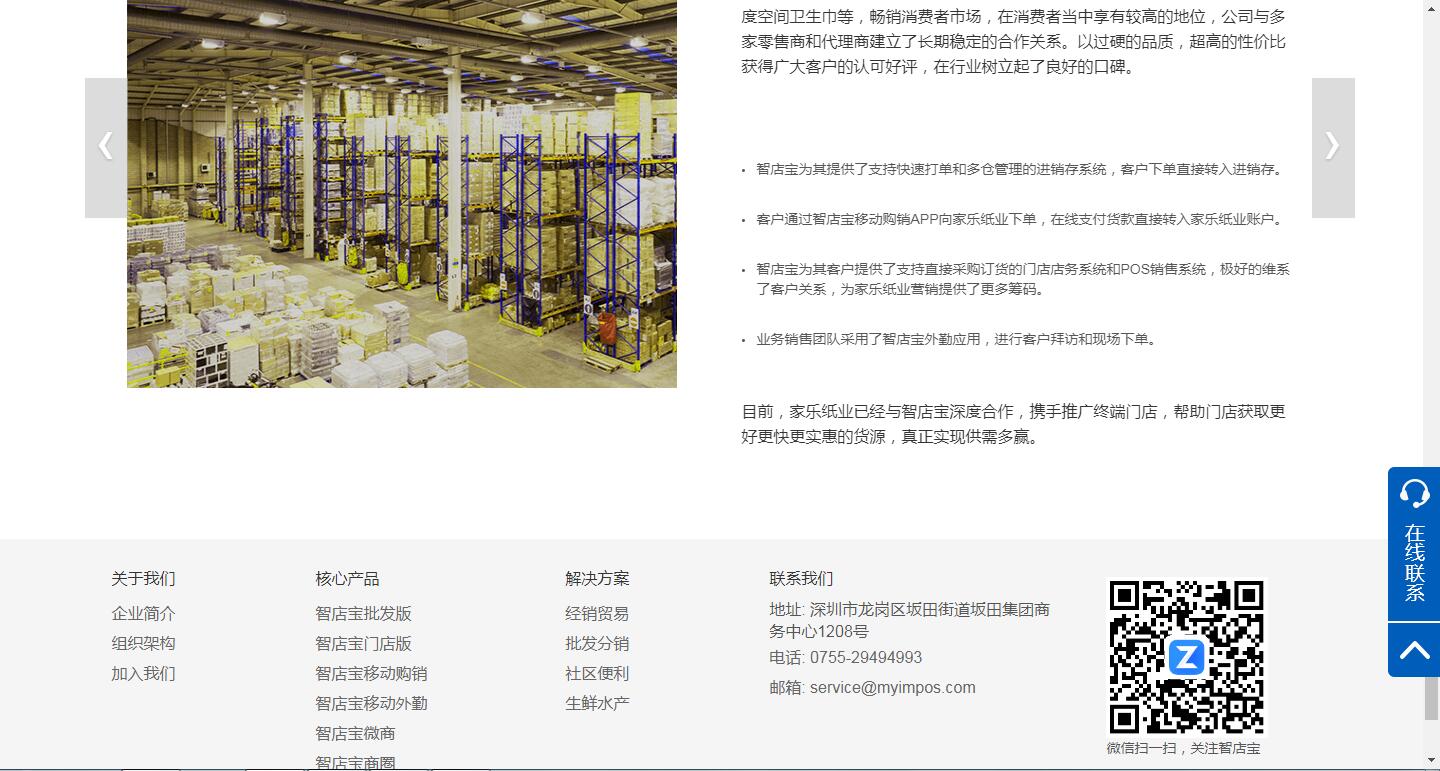 度空间卫生巾等，畅销消费者市场，在消费者当中享有较高的地位，公司与多
家零售商和代理商建立了长期稳定的合作关系。以过硬的品质，超高的性价比
获得广大客户的认可好评，在行业树立起了良好的口碑。
智店宝为其提供了支持快速打单和多仓管理的进销存系统，客户下单直接转入进销存。
客户通过智店宝移动购销APP向家乐纸业下单，在线支付货款直接转入家乐纸业账户。
智店宝为其客户提供了支持直接采购订货的门店店务系统和POS销售系统，极好的维系
了客户关系，为家乐纸业营销提供了更多筹码。
业务销售团队采用了智店宝外勤应用，进行客户拜访和现场下单。
目前，家乐纸业已经与智店宝深度合作，携手推广终端门店，帮助门店获取更
好更快更实惠的货源，真正实现供需多赢。
在线联系
关于我们
企业简介
组织架构
加入我们
核心产品
智店宝批发版
智店宝门店版
智店宝移动购销
智店宝移动外勤
智店宝微商
智店宝商圈
解决方案
经销贸易
批发分销
社区便利
生鲜水产
联系我们
地址: 深圳市龙岗区坂田街道坂田集团商
务中心1208号
电话: 0755-29494993
邮箱: service@myimpos.com
微信扫一扫，关注智店宝